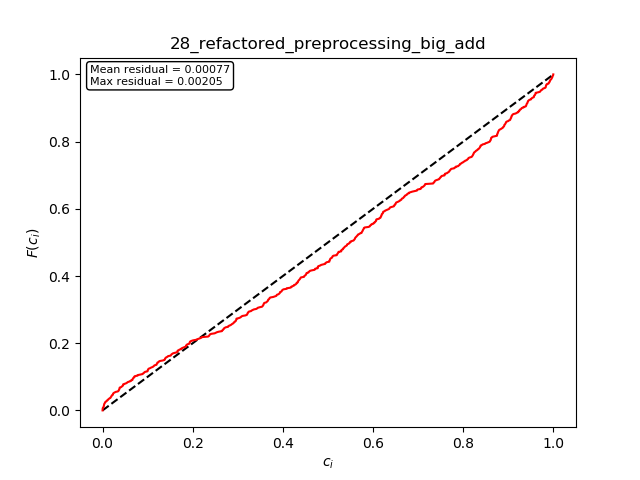 28_refactored_preprocessing_big_add
Mean residual = 0.00077
Max residual = 0.00205
1.0
0.8
0.6
0.4
0.2
0.0
F(c_i)
0.0 0.2 0.4 0.6 0.8 1.0
c_i